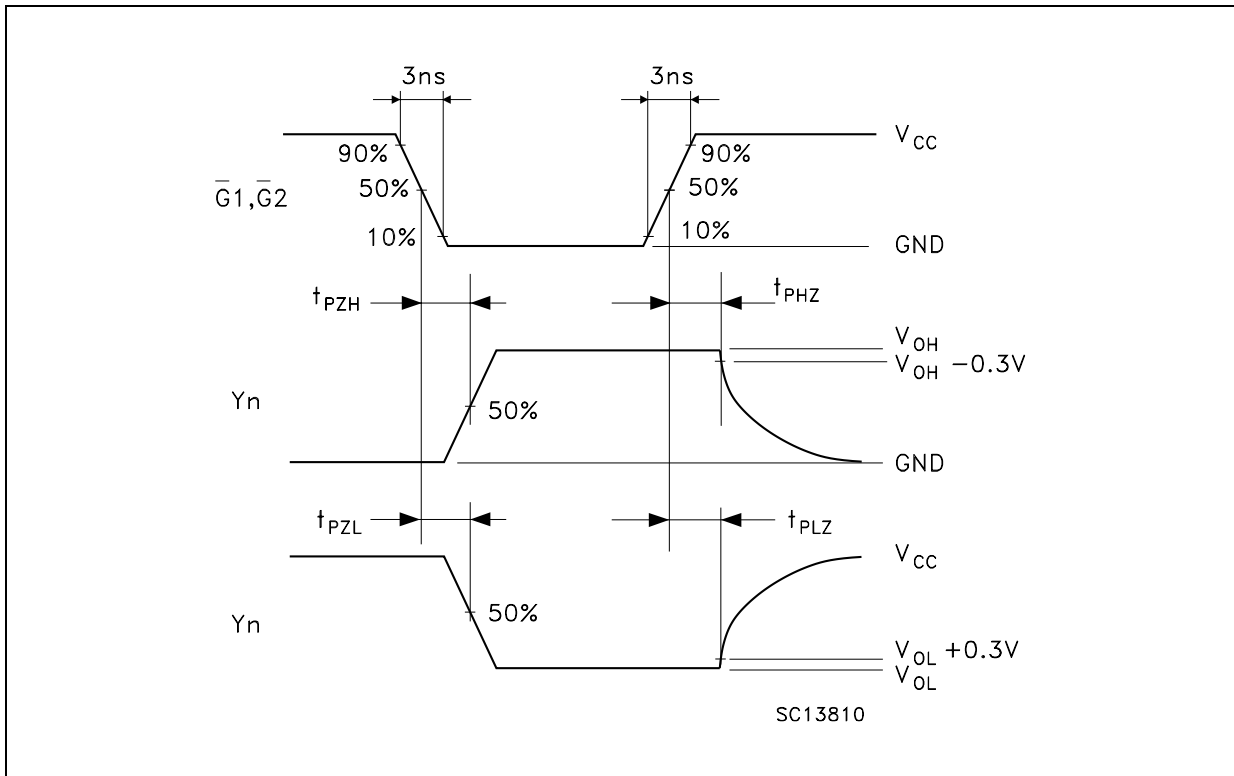 3ns 3ns
V_CC
90% 90%
G̅1,G̅2 50% 50%
10% 10%
GND
t_PZH t_PHZ
V_OH
V_OH −0.3V
Yn 50%
GND
t_PZL t_PLZ
V_CC
Yn 50%
V_OL +0.3V
V_OL
SC13810